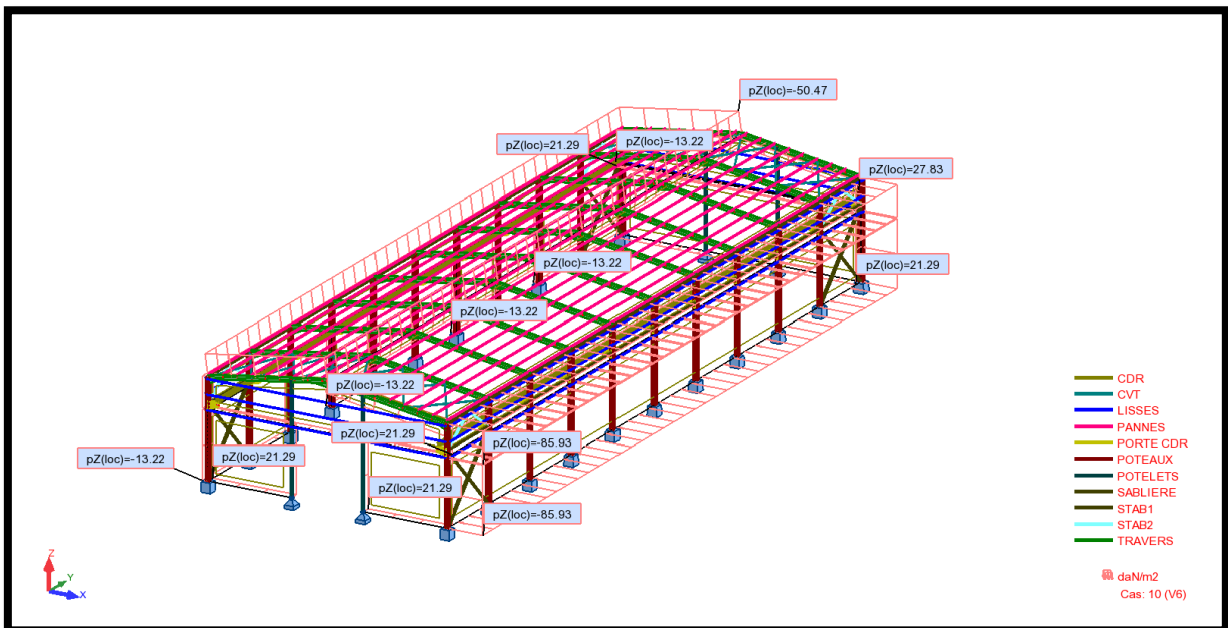 pZ(loc)=-50.47
pZ(loc)=21.29
pZ(loc)=-13.22
pZ(loc)=27.83
pZ(loc)=-13.22
pZ(loc)=21.29
pZ(loc)=-13.22
pZ(loc)=-13.22
pZ(loc)=21.29
pZ(loc)=-85.93
pZ(loc)=-13.22
pZ(loc)=21.29
pZ(loc)=21.29
pZ(loc)=-85.93
CDR
CVT
LISSES
PANNES
PORTE CDR
POTEAUX
POTELETS
SABLIERE
STAB1
STAB2
TRAVERS
daN/m2
Cas: 10 (V6)
Z
Y
X